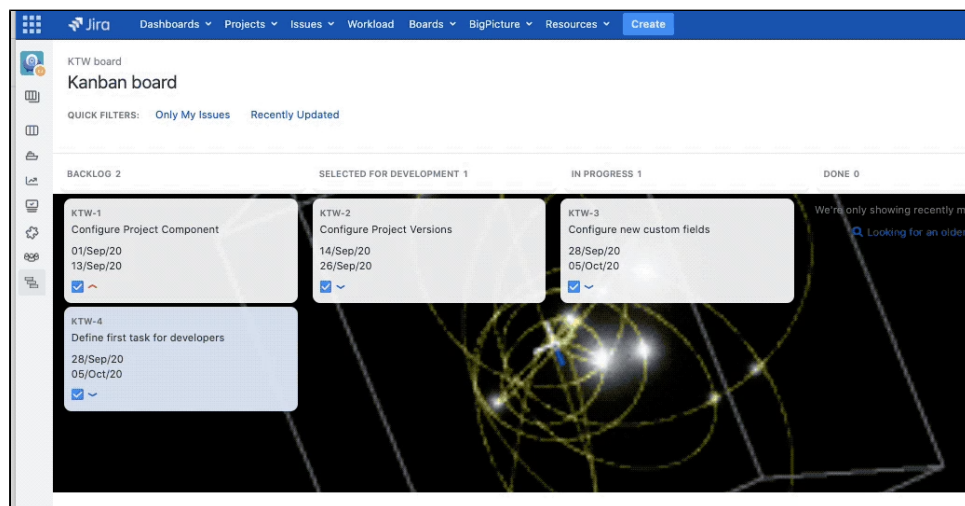 Jira Dashboards Projects Issues Workload Boards BigPicture Resources Create
KTW board
Kanban board
QUICK FILTERS: Only My Issues Recently Updated
BACKLOG 2 SELECTED FOR DEVELOPMENT 1 IN PROGRESS 1 DONE 0
KTW-1
Configure Project Component
01/Sep/20
13/Sep/20
KTW-4
Define first task for developers
28/Sep/20
05/Oct/20
KTW-2
Configure Project Versions
14/Sep/20
26/Sep/20
KTW-3
Configure new custom fields
28/Sep/20
05/Oct/20
We're only showing recently m
Looking for an older